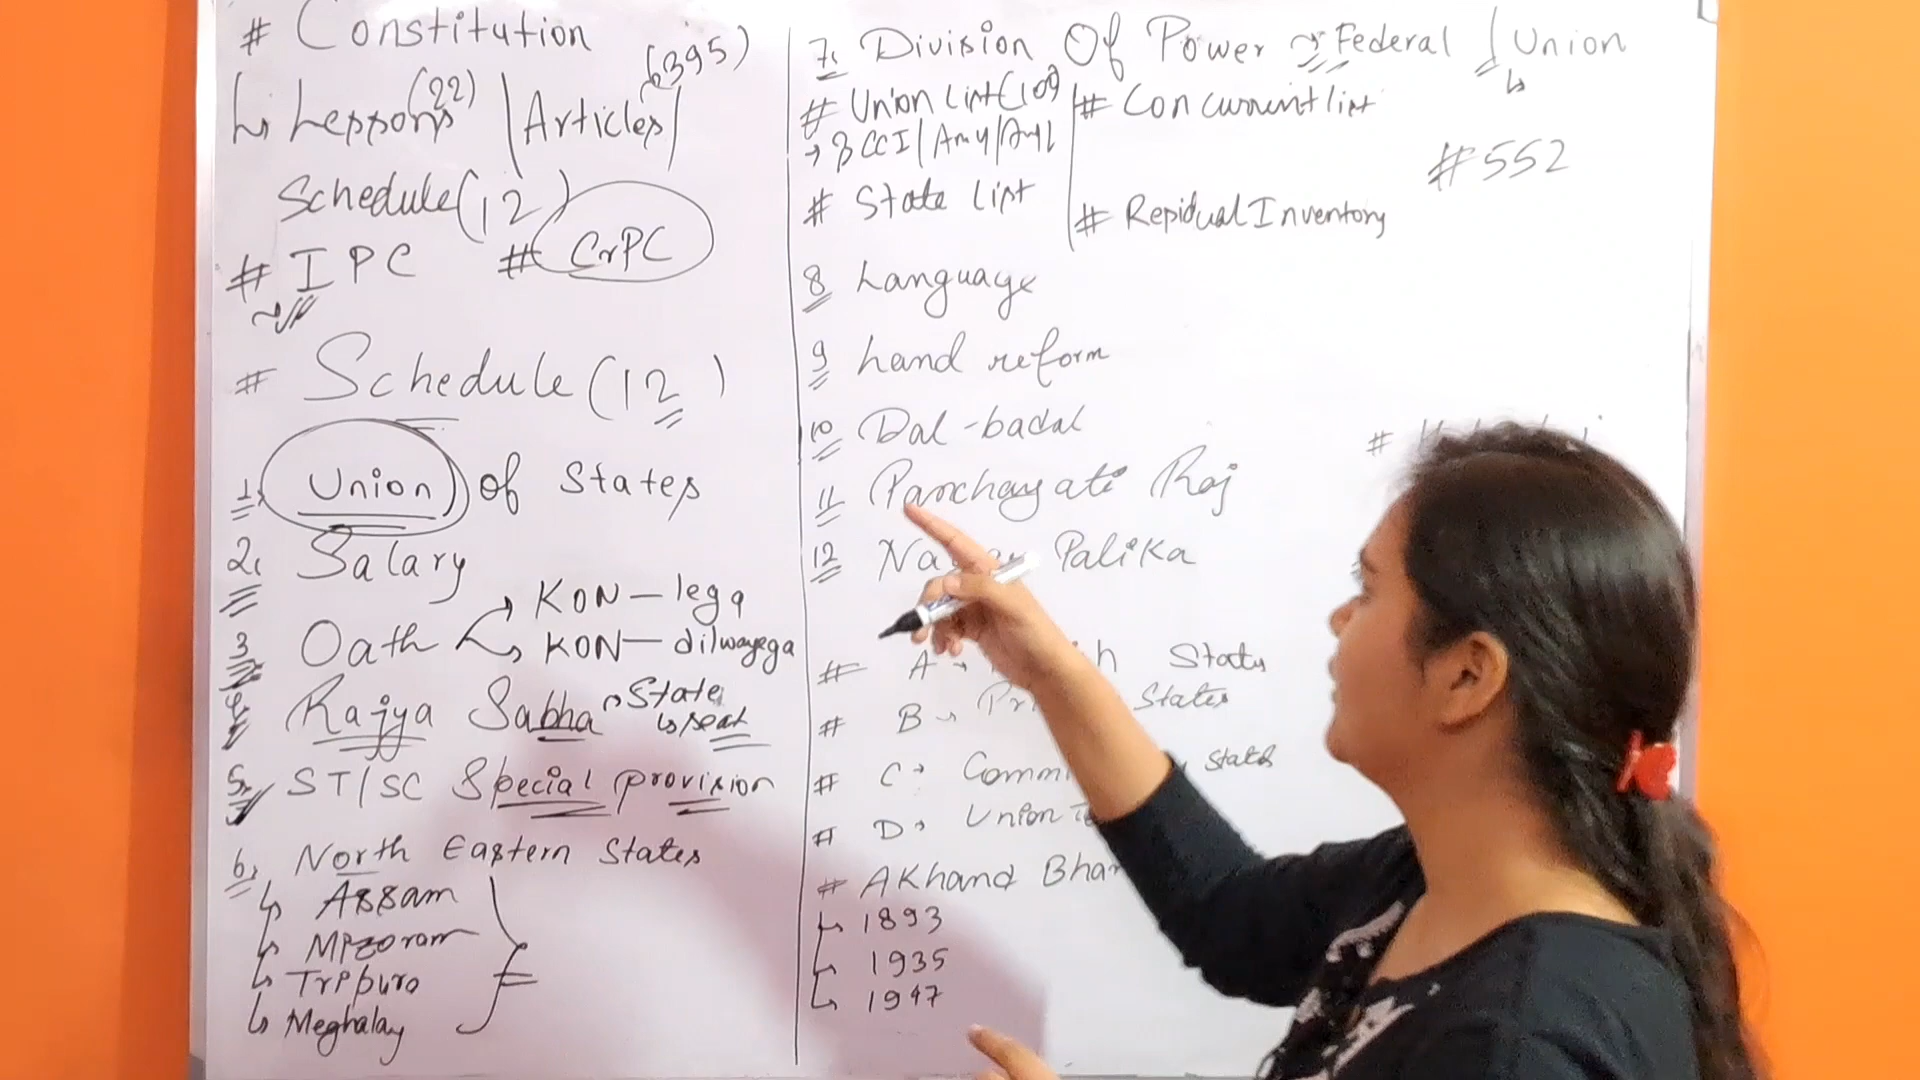 # Constitution
↳ Lessons (22) | Articles | (395)
Schedule (12)
# IPC # CrPC
# Schedule (12)
1. Union of States
2. Salary
3 Oath → KON - lega
↳ KON - dilwayega
4 Rajya Sabha → State
↳ seat
5. ST/SC Special provision
6. North Eastern States
↳ Assam
↳ Mizoram
↳ Tripura
↳ Meghalay
7. Division Of Power Federal | Union
# Union List (100)
→ BCCI | Army
# State list
# Concurrent list
# Residual Inventory
# 552
8 Language
9 Land reform
10 Dal-badal
11 Panchayati Raj
12 Palika
# A → States
# B → States
# C → States
# D → Union
# AKhand
↳ 1893
↳ 1935
↳ 1947